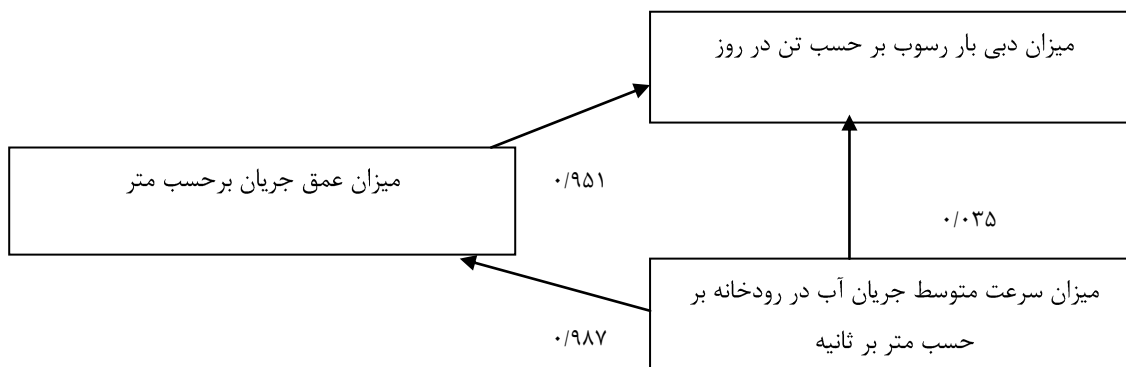 میزان دبی بار رسوب بر حسب تن در روز
میزان عمق جریان برحسب متر
۰/۹۵۱
۰/۰۳۵
میزان سرعت متوسط جریان آب در رودخانه بر
حسب متر بر ثانیه
۰/۹۸۷